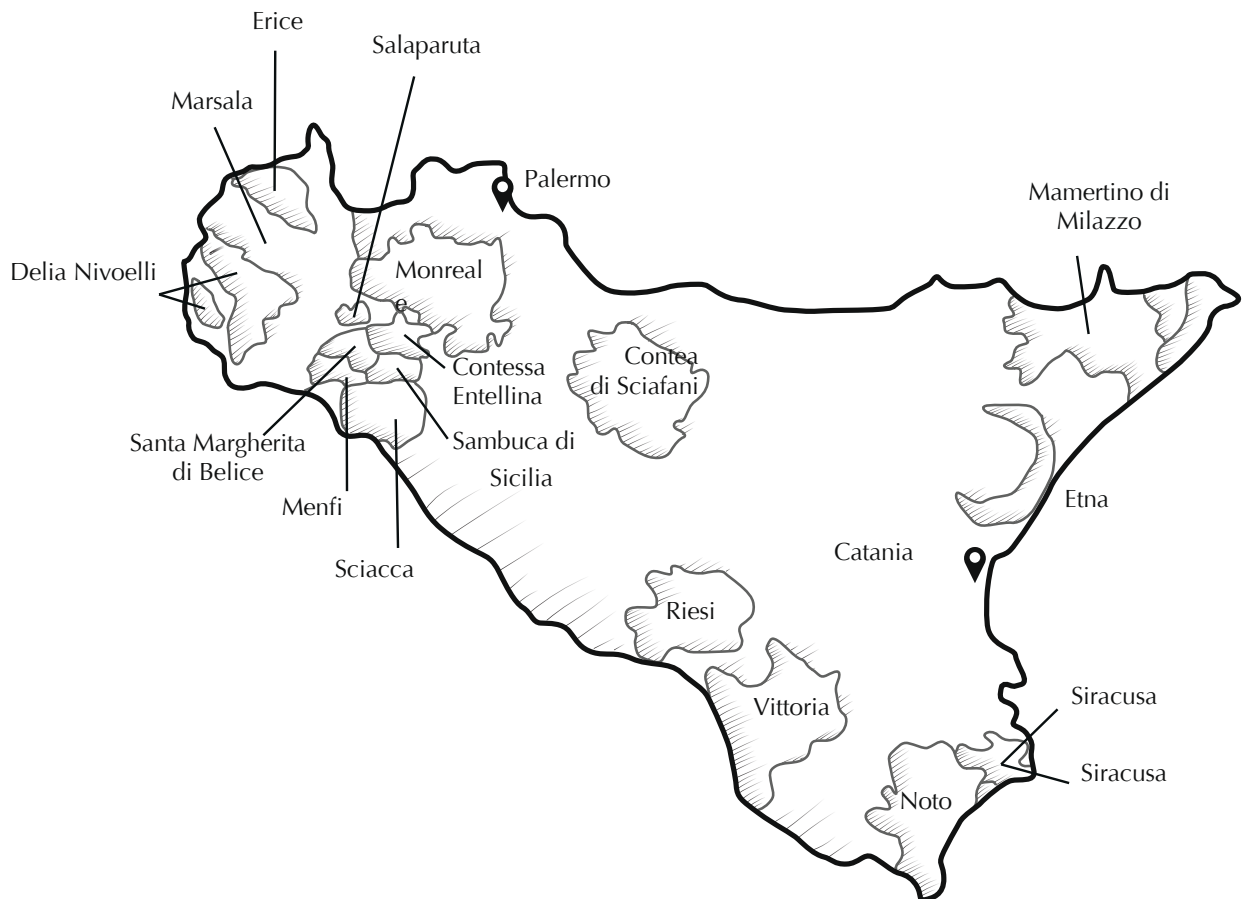 Erice
Salaparuta
Marsala
Palermo
Mamertino di
Milazzo
Delia Nivoelli
Monreal
e
Contessa
Entellina
Contea
di Sciafani
Santa Margherita
di Belice
Sambuca di
Sicilia
Menfi
Etna
Sciacca
Catania
Riesi
Vittoria
Siracusa
Siracusa
Noto